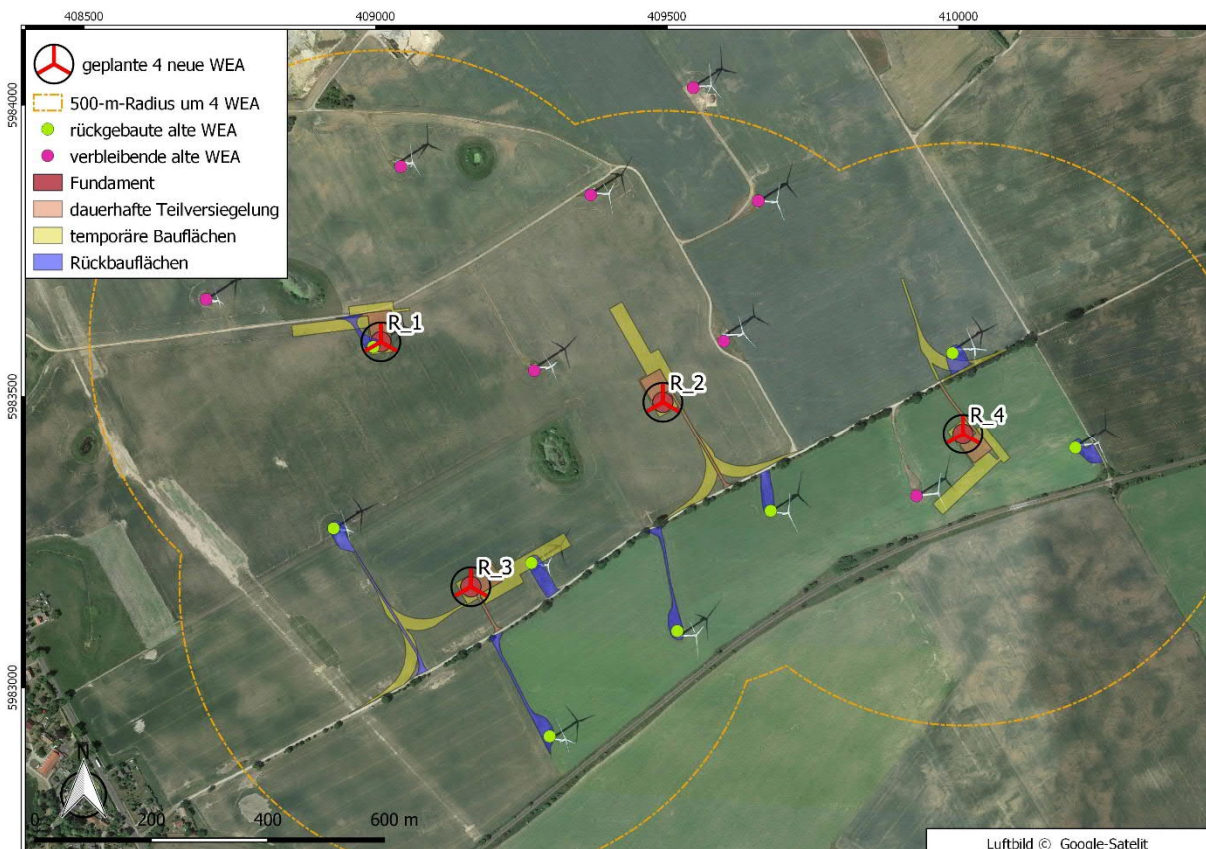 408500 409000 409500 410000
geplante 4 neue WEA
500-m-Radius um 4 WEA
rückgebaute alte WEA
verbleibende alte WEA
Fundament
dauerhafte Teilversiegelung
temporäre Bauflächen
Rückbauflächen
5984000
5983500
5983000
R_1
R_2
R_4
R_3
N
0 200 400 600 m
Luftbild © Google-Satelit